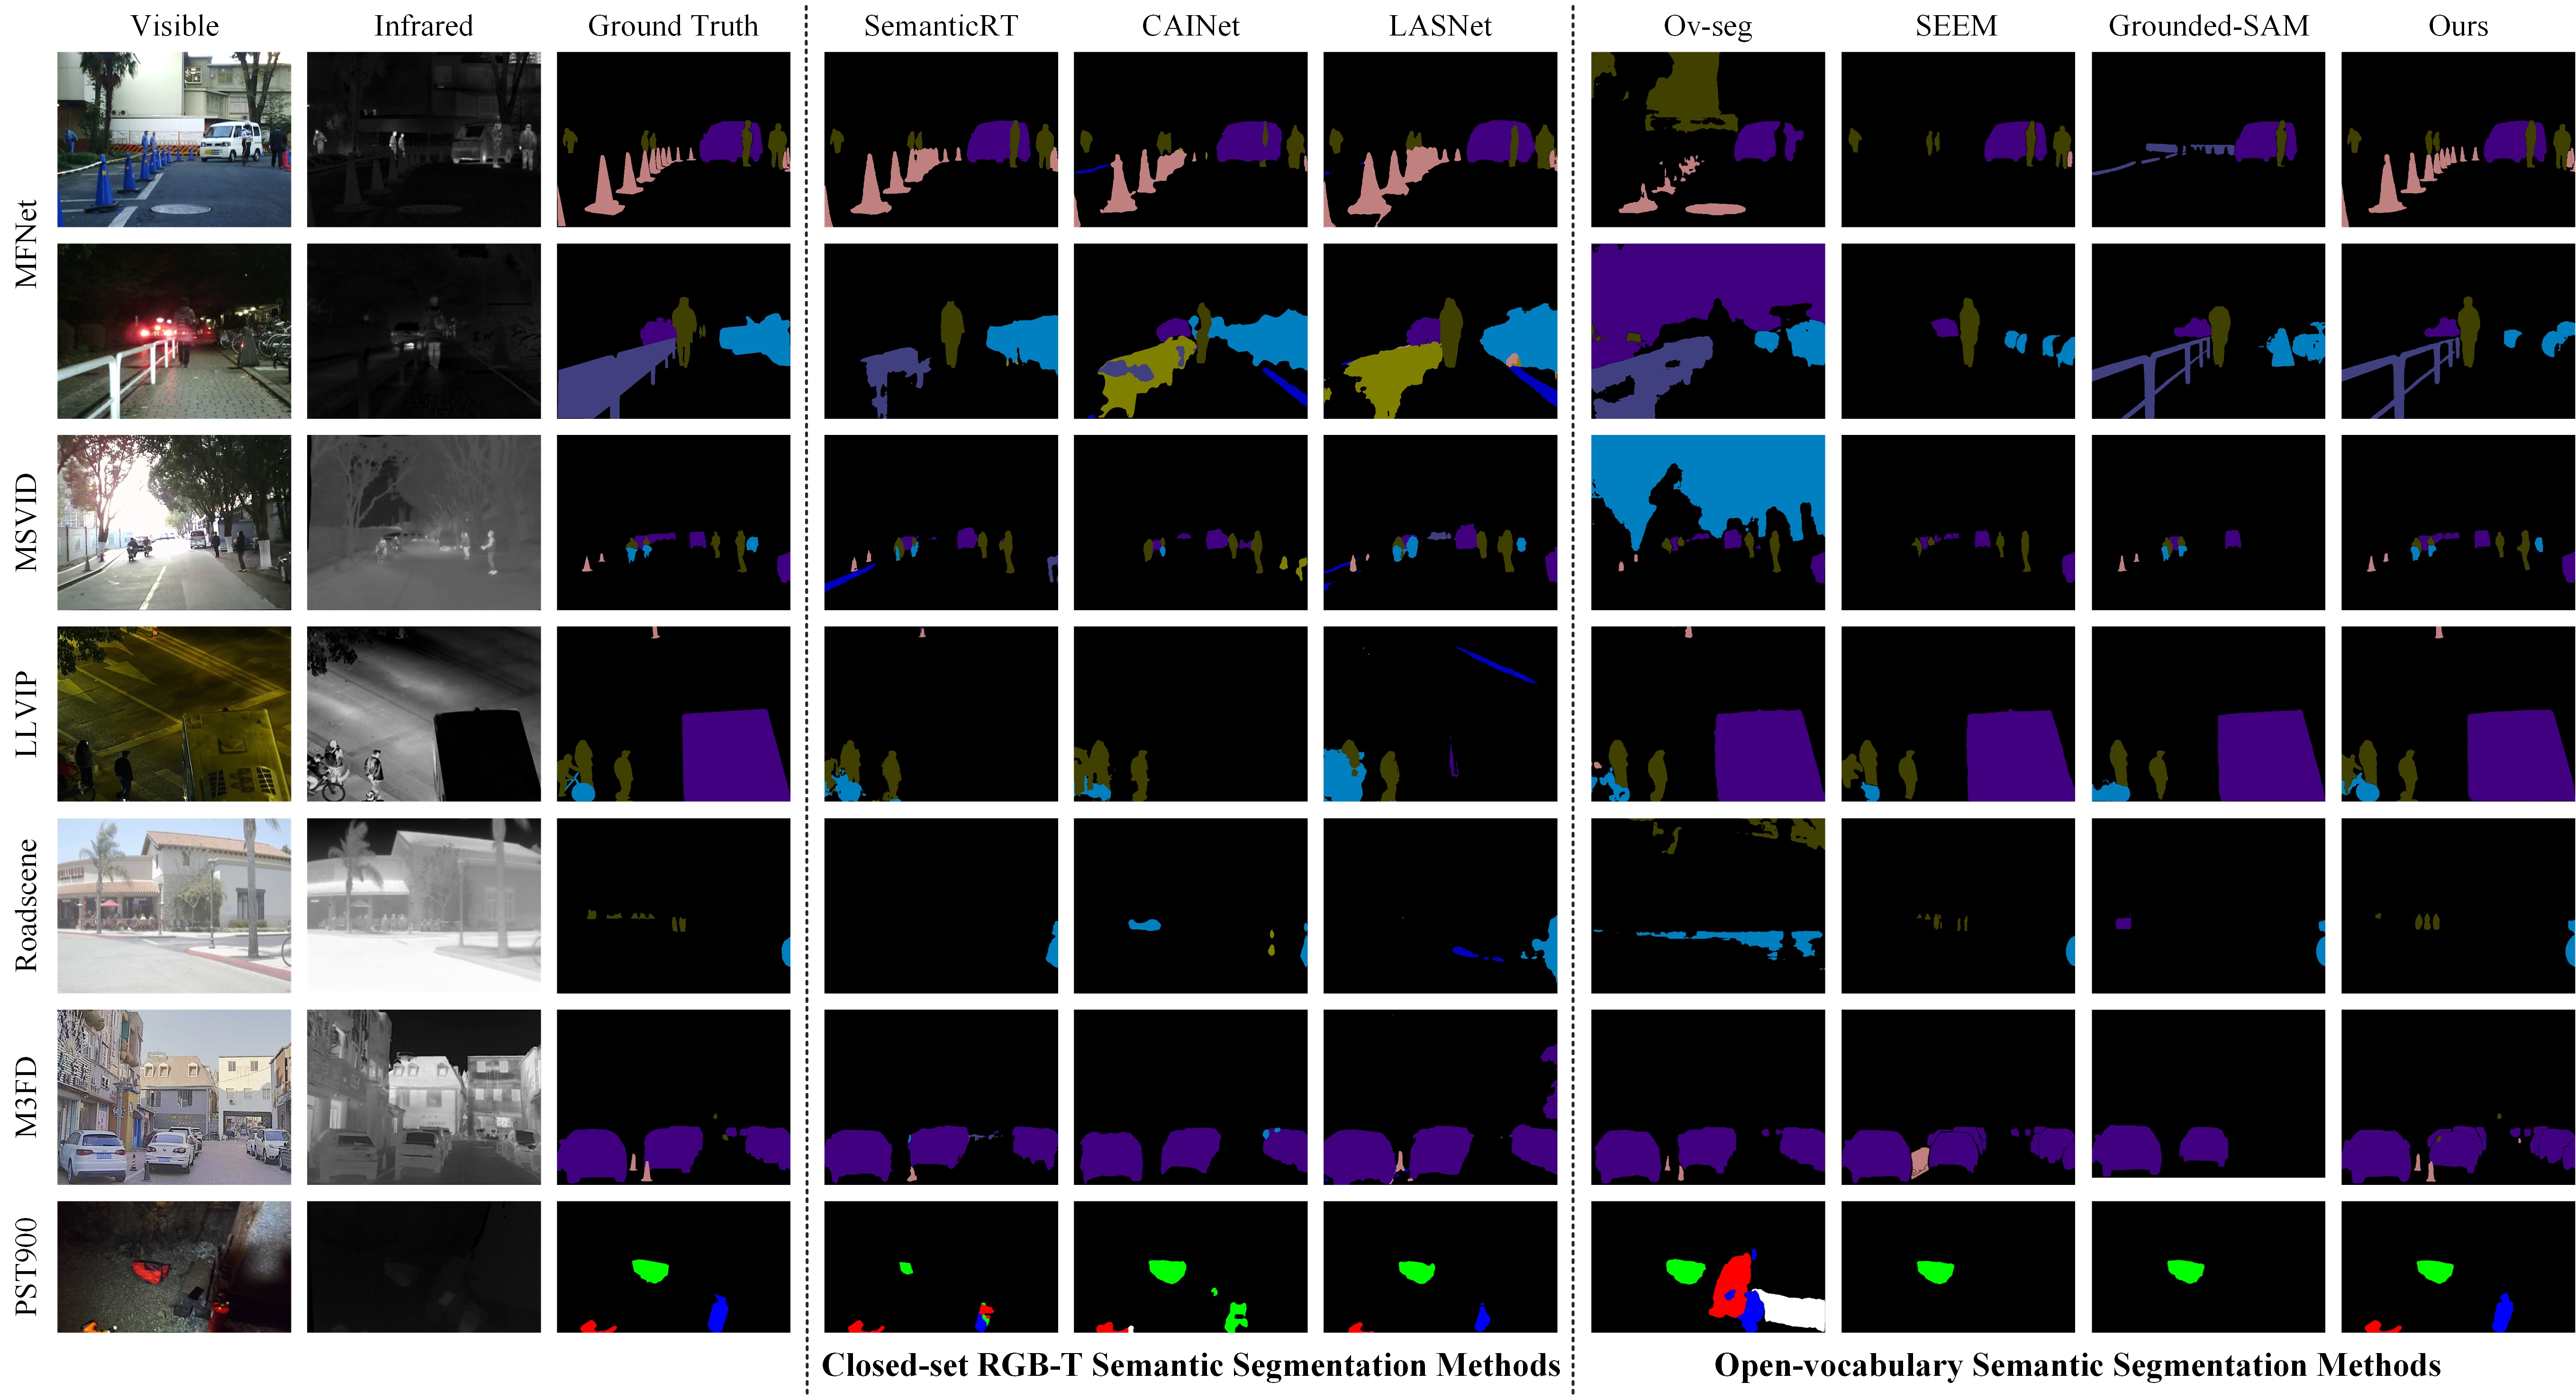 Visible Infrared Ground Truth SemanticRT CAINet LASNet Ov-seg SEEM Grounded-SAM Ours
MFNet
MSVID
LLVIP
Roadscene
M3FD
PST900
Closed-set RGB-T Semantic Segmentation Methods Open-vocabulary Semantic Segmentation Methods